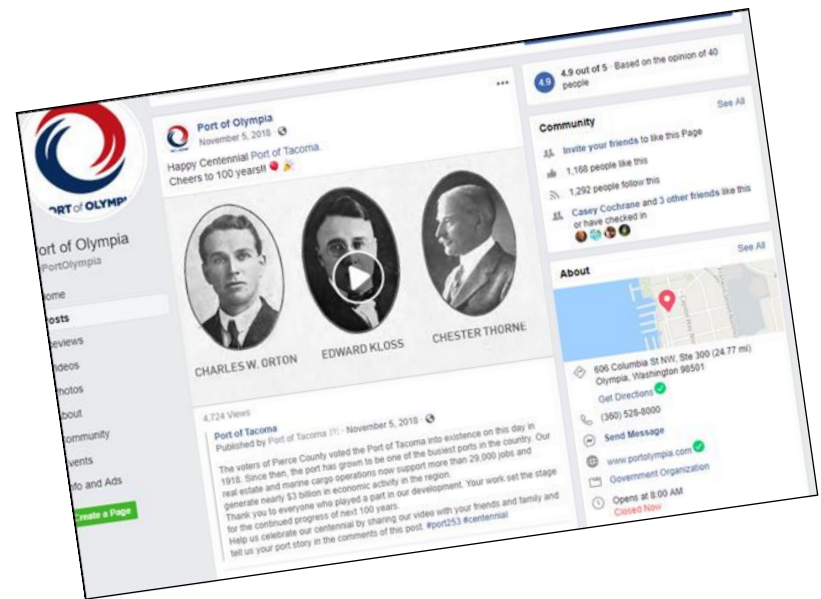 PORT of OLYMPI
ort of Olympia
PortOlympia
ome
osts
eviews
ideos
hotos
bout
ommunity
vents
nfo and Ads
Create a Page
Port of Olympia
November 5, 2018
Happy Centennial Port of Tacoma.
Cheers to 100 years!!
CHARLES W. ORTON
EDWARD KLOSS
CHESTER THORNE
4,724 Views
Port of Tacoma
Published by Port of Tacoma [?] · November 5, 2018 ·
The voters of Pierce County voted the Port of Tacoma into existence on this day in
1918. Since then, the port has grown to be one of the busiest ports in the country. Our
real estate and marine cargo operations now support more than 29,000 jobs and
generate nearly $3 billion in economic activity in the region.
Thank you to everyone who played a part in our development. Your work set the stage
for the continued progress of next 100 years.
Help us celebrate our centennial by sharing our video with your friends and family and
tell us your port story in the comments of this post. #port253 #centennial
4.9
4.9 out of 5 · Based on the opinion of 40
people
Community
See All
Invite your friends to like this Page
1,168 people like this
1,292 people follow this
Casey Cochrane and 3 other friends like this
or have checked in
About
See All
606 Columbia St NW, Ste 300 (24.77 mi)
Olympia, Washington 98501
Get Directions
(360) 528-8000
Send Message
www.portolympia.com
Government Organization
Opens at 8:00 AM
Closed Now